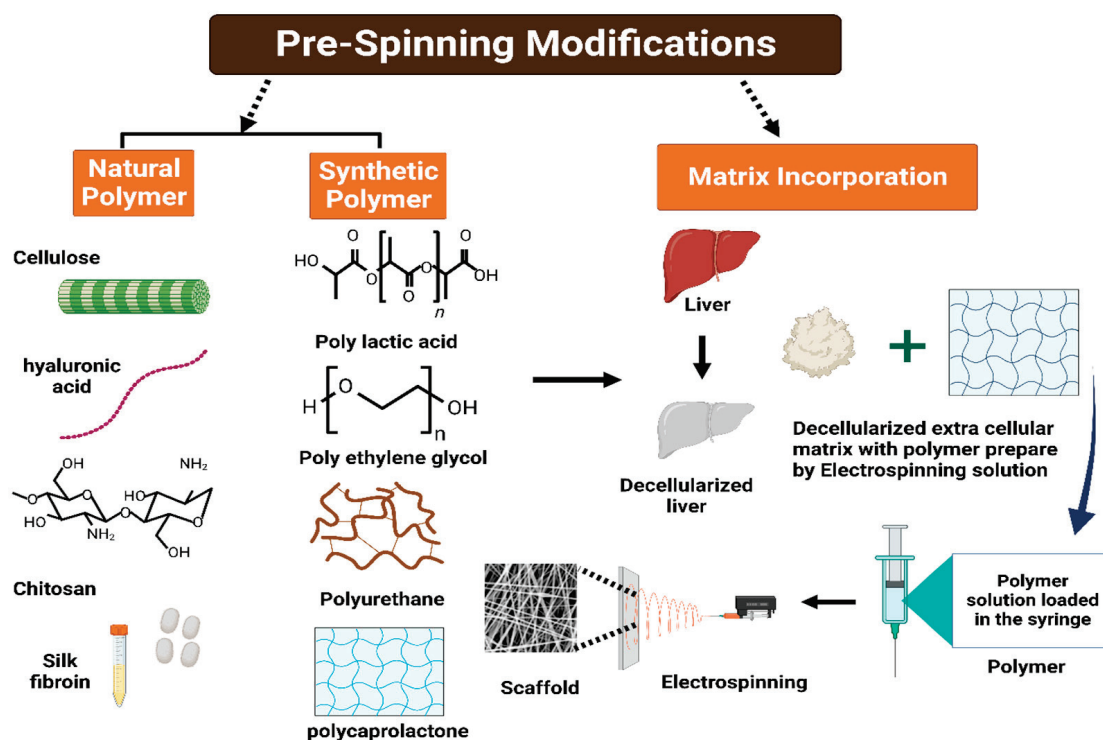 Pre-Spinning Modifications
Natural
Polymer
Synthetic
Polymer
Matrix Incorporation
Cellulose
hyaluronic
acid
OH
NH2
O
O
HO
O
HO
NH2
OH
Chitosan
Silk
fibroin
O
O
HO
O
O
O
OH
n
Poly lactic acid
H
O
OH
n
Poly ethylene glycol
Polyurethane
polycaprolactone
Liver
Decellularized
liver
Decellularized extra cellular
matrix with polymer prepare
by Electrospinning solution
Polymer
solution loaded
in the syringe
Polymer
Electrospinning
Scaffold